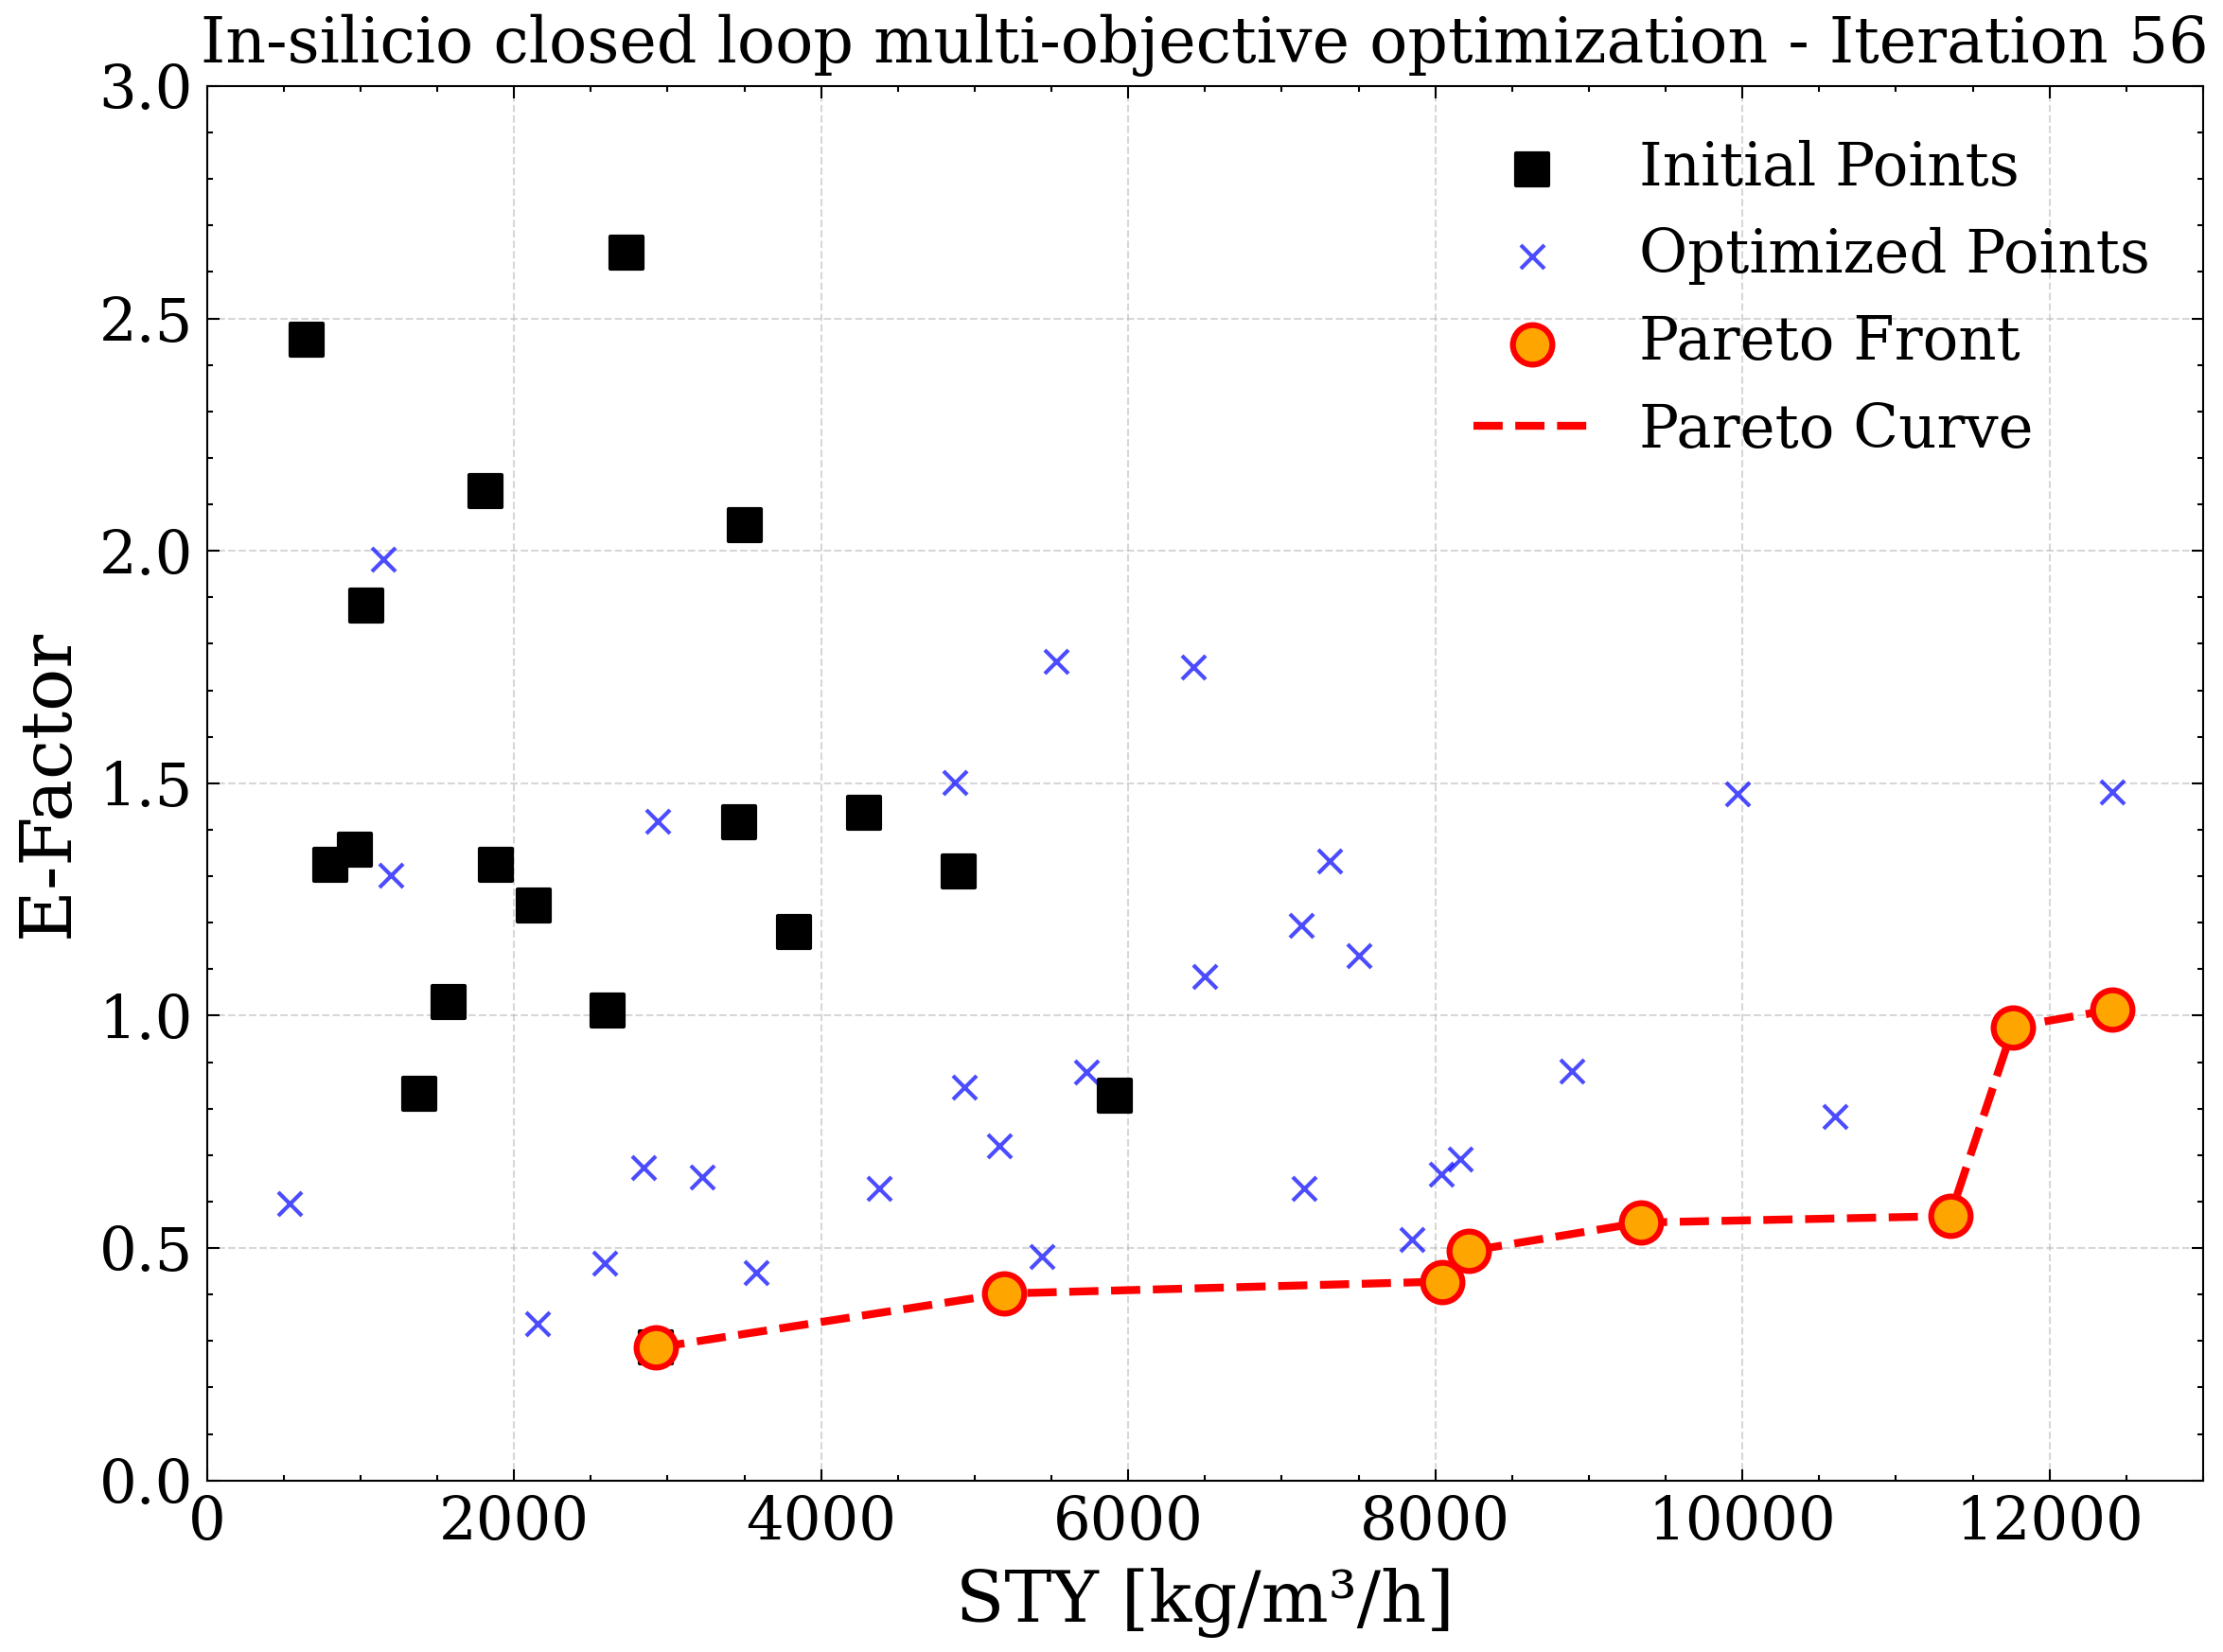 In-silicio closed loop multi-objective optimization - Iteration 56
3.0
2.5
2.0
1.5
1.0
0.5
0.0
E-Factor
Initial Points
Optimized Points
Pareto Front
Pareto Curve
0 2000 4000 6000 8000 10000 12000
STY [kg/m³/h]